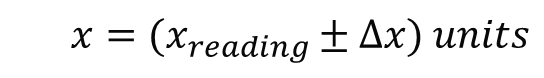 x = (x_reading ± Δx) units